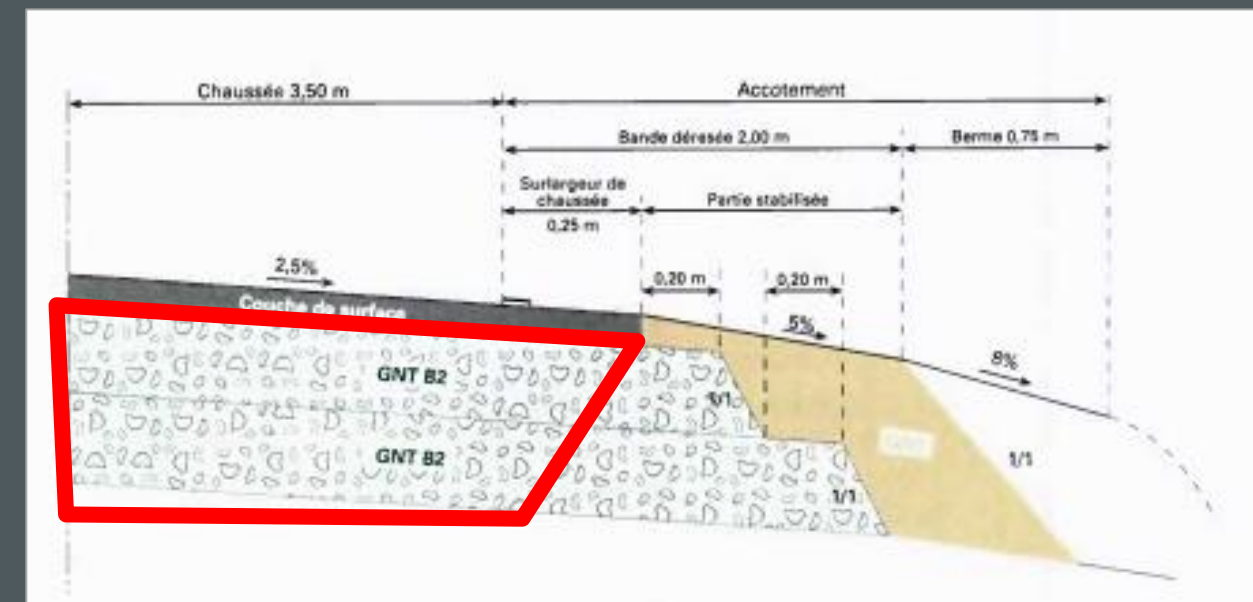 Chaussée 3,50 m
Accotement
Bande dérasée 2,00 m
Berme 0,75 m
Surlargeur de
chaussée
0,25 m
Partie stabilisée
2,5%
0,20 m
0,20 m
Couche de surface
5%
8%
GNT B2
1/1
GNT B2
GNT
1/1
1/1